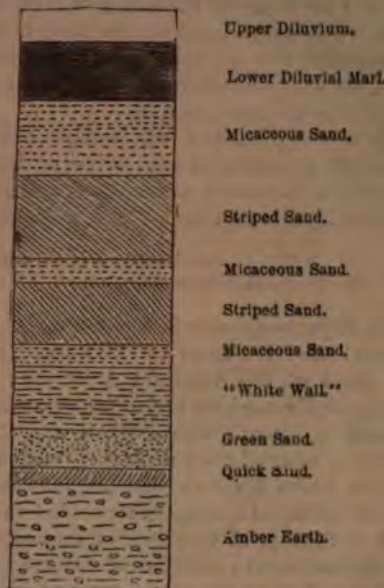 Upper Diluvium.
Lower Diluvial Marl.
Micaceous Sand.
Striped Sand.
Micaceous Sand.
Striped Sand.
Micaceous Sand.
"White Wall."
Green Sand.
Quick Sand.
Amber Earth.